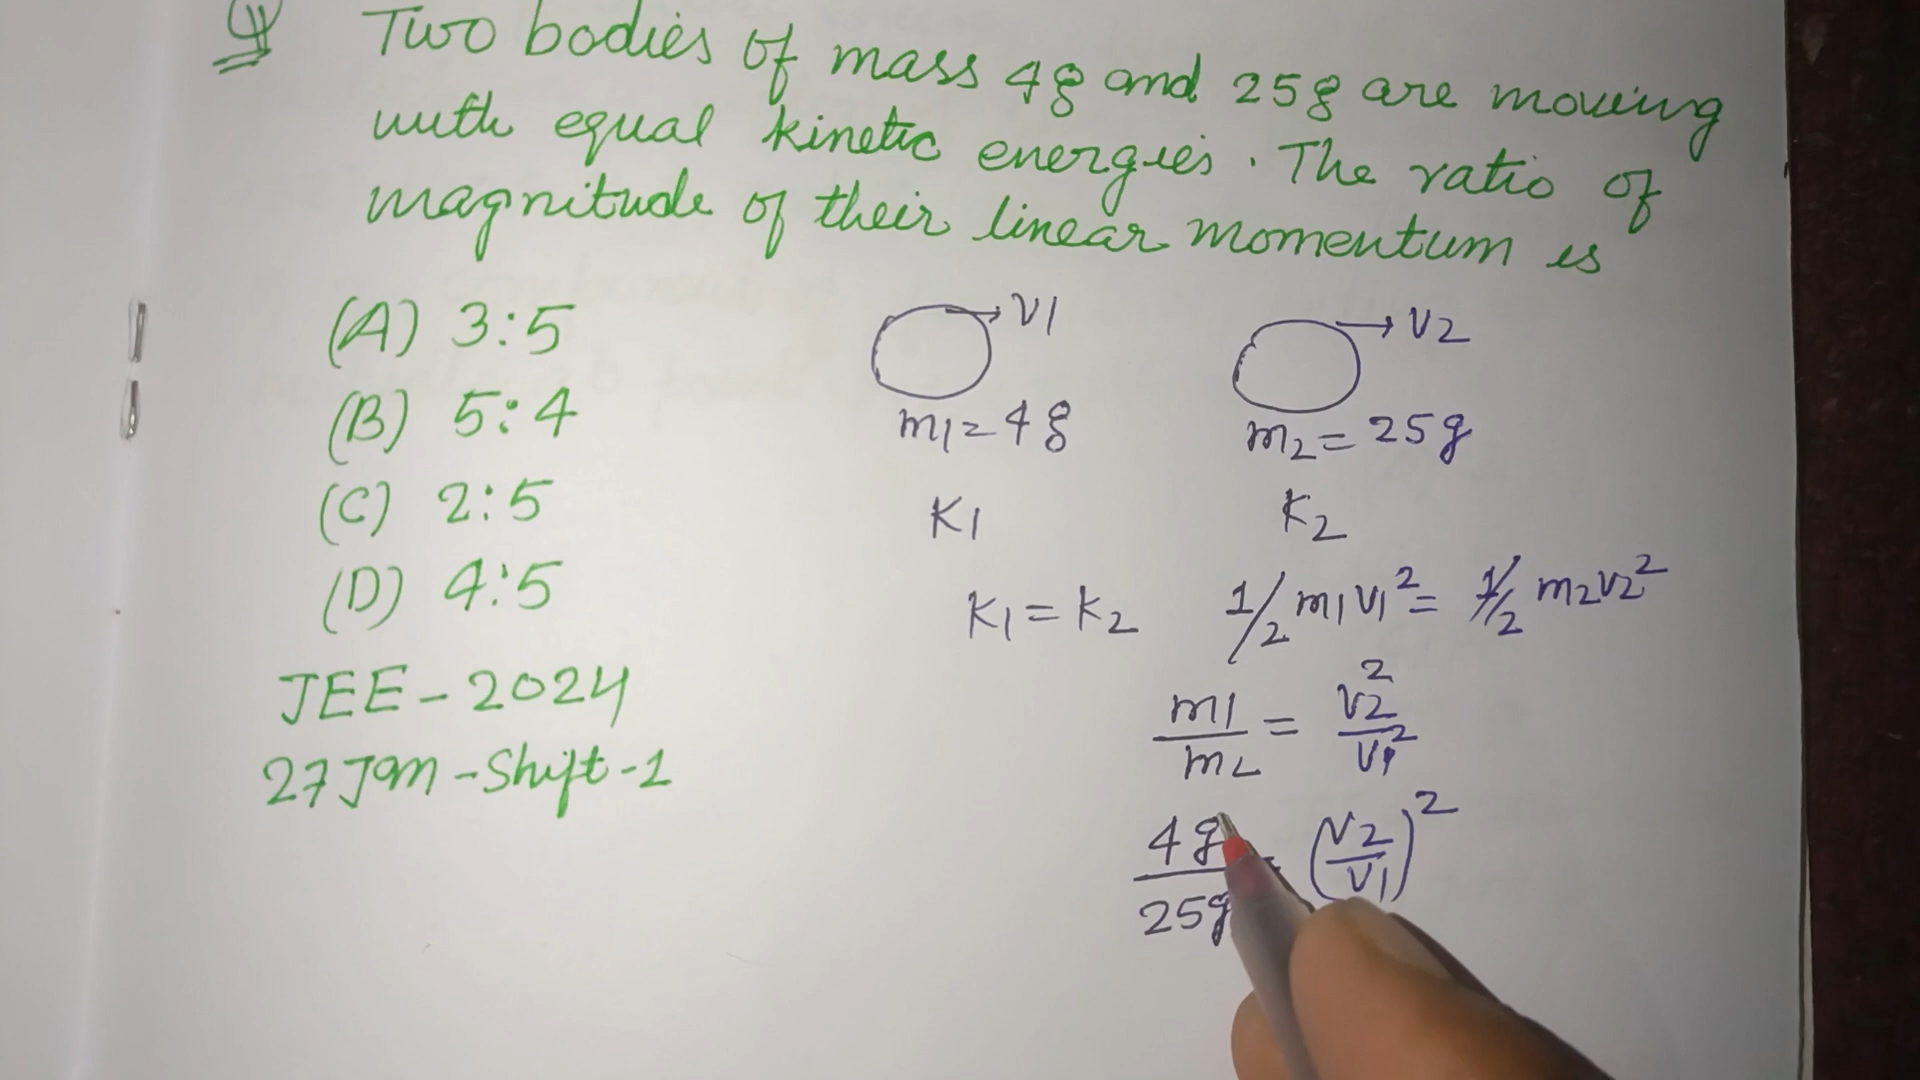 Q Two bodies of mass 4g and 25g are moving
with equal kinetic energies. The ratio of
magnitude of their linear momentum is
(A) 3:5
(B) 5:4
(C) 2:5
(D) 4:5
JEE-2024
27 Jan-Shift-1
V1
V2
m1=4g
m2=25g
K1
K2
K1=K2 1/2 m1v1²= 1/2 m2v2²
m1/m2 = v2²/v1²
4g/25g = (v2/v1)²